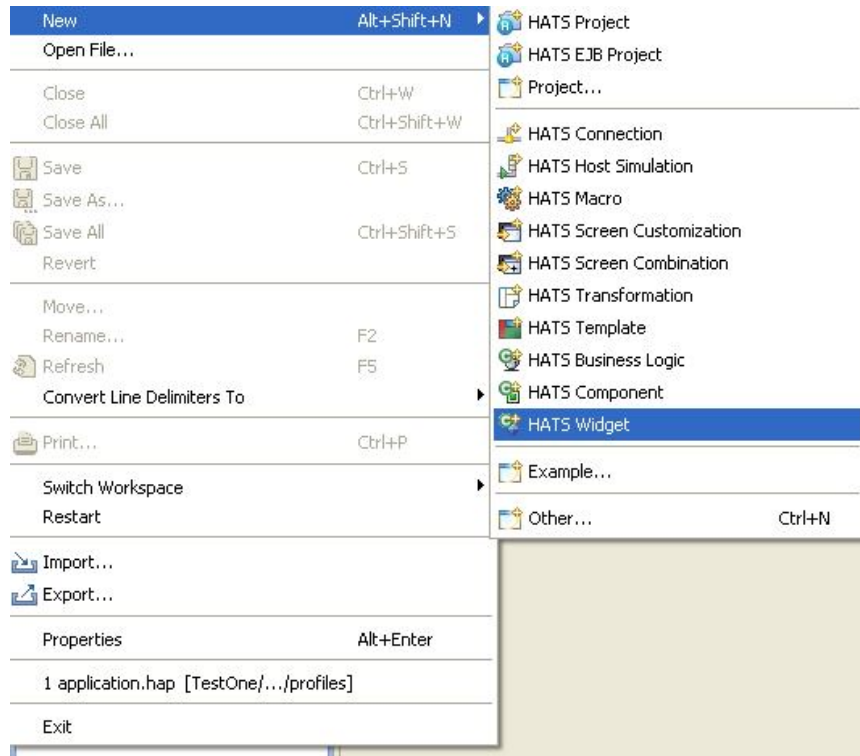 New Alt+Shift+N
Open File...
Close Ctrl+W
Close All Ctrl+Shift+W
Save Ctrl+S
Save As...
Save All Ctrl+Shift+S
Revert
Move...
Rename... F2
Refresh F5
Convert Line Delimiters To
Print... Ctrl+P
Switch Workspace
Restart
Import...
Export...
Properties Alt+Enter
1 application.hap [TestOne/.../profiles]
Exit
HATS Project
HATS EJB Project
Project...
HATS Connection
HATS Host Simulation
HATS Macro
HATS Screen Customization
HATS Screen Combination
HATS Transformation
HATS Template
HATS Business Logic
HATS Component
HATS Widget
Example...
Other... Ctrl+N